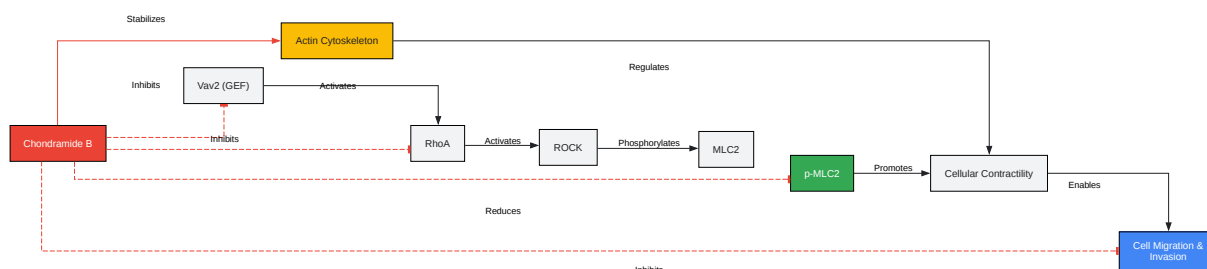 Stabilizes
Actin Cytoskeleton
Regulates
Inhibits
Vav2 (GEF)
Activates
Chondramide B
Inhibits
RhoA
Activates
ROCK
Phosphorylates
MLC2
p-MLC2
Promotes
Cellular Contractility
Enables
Reduces
Cell Migration &
Invasion
Inhibits